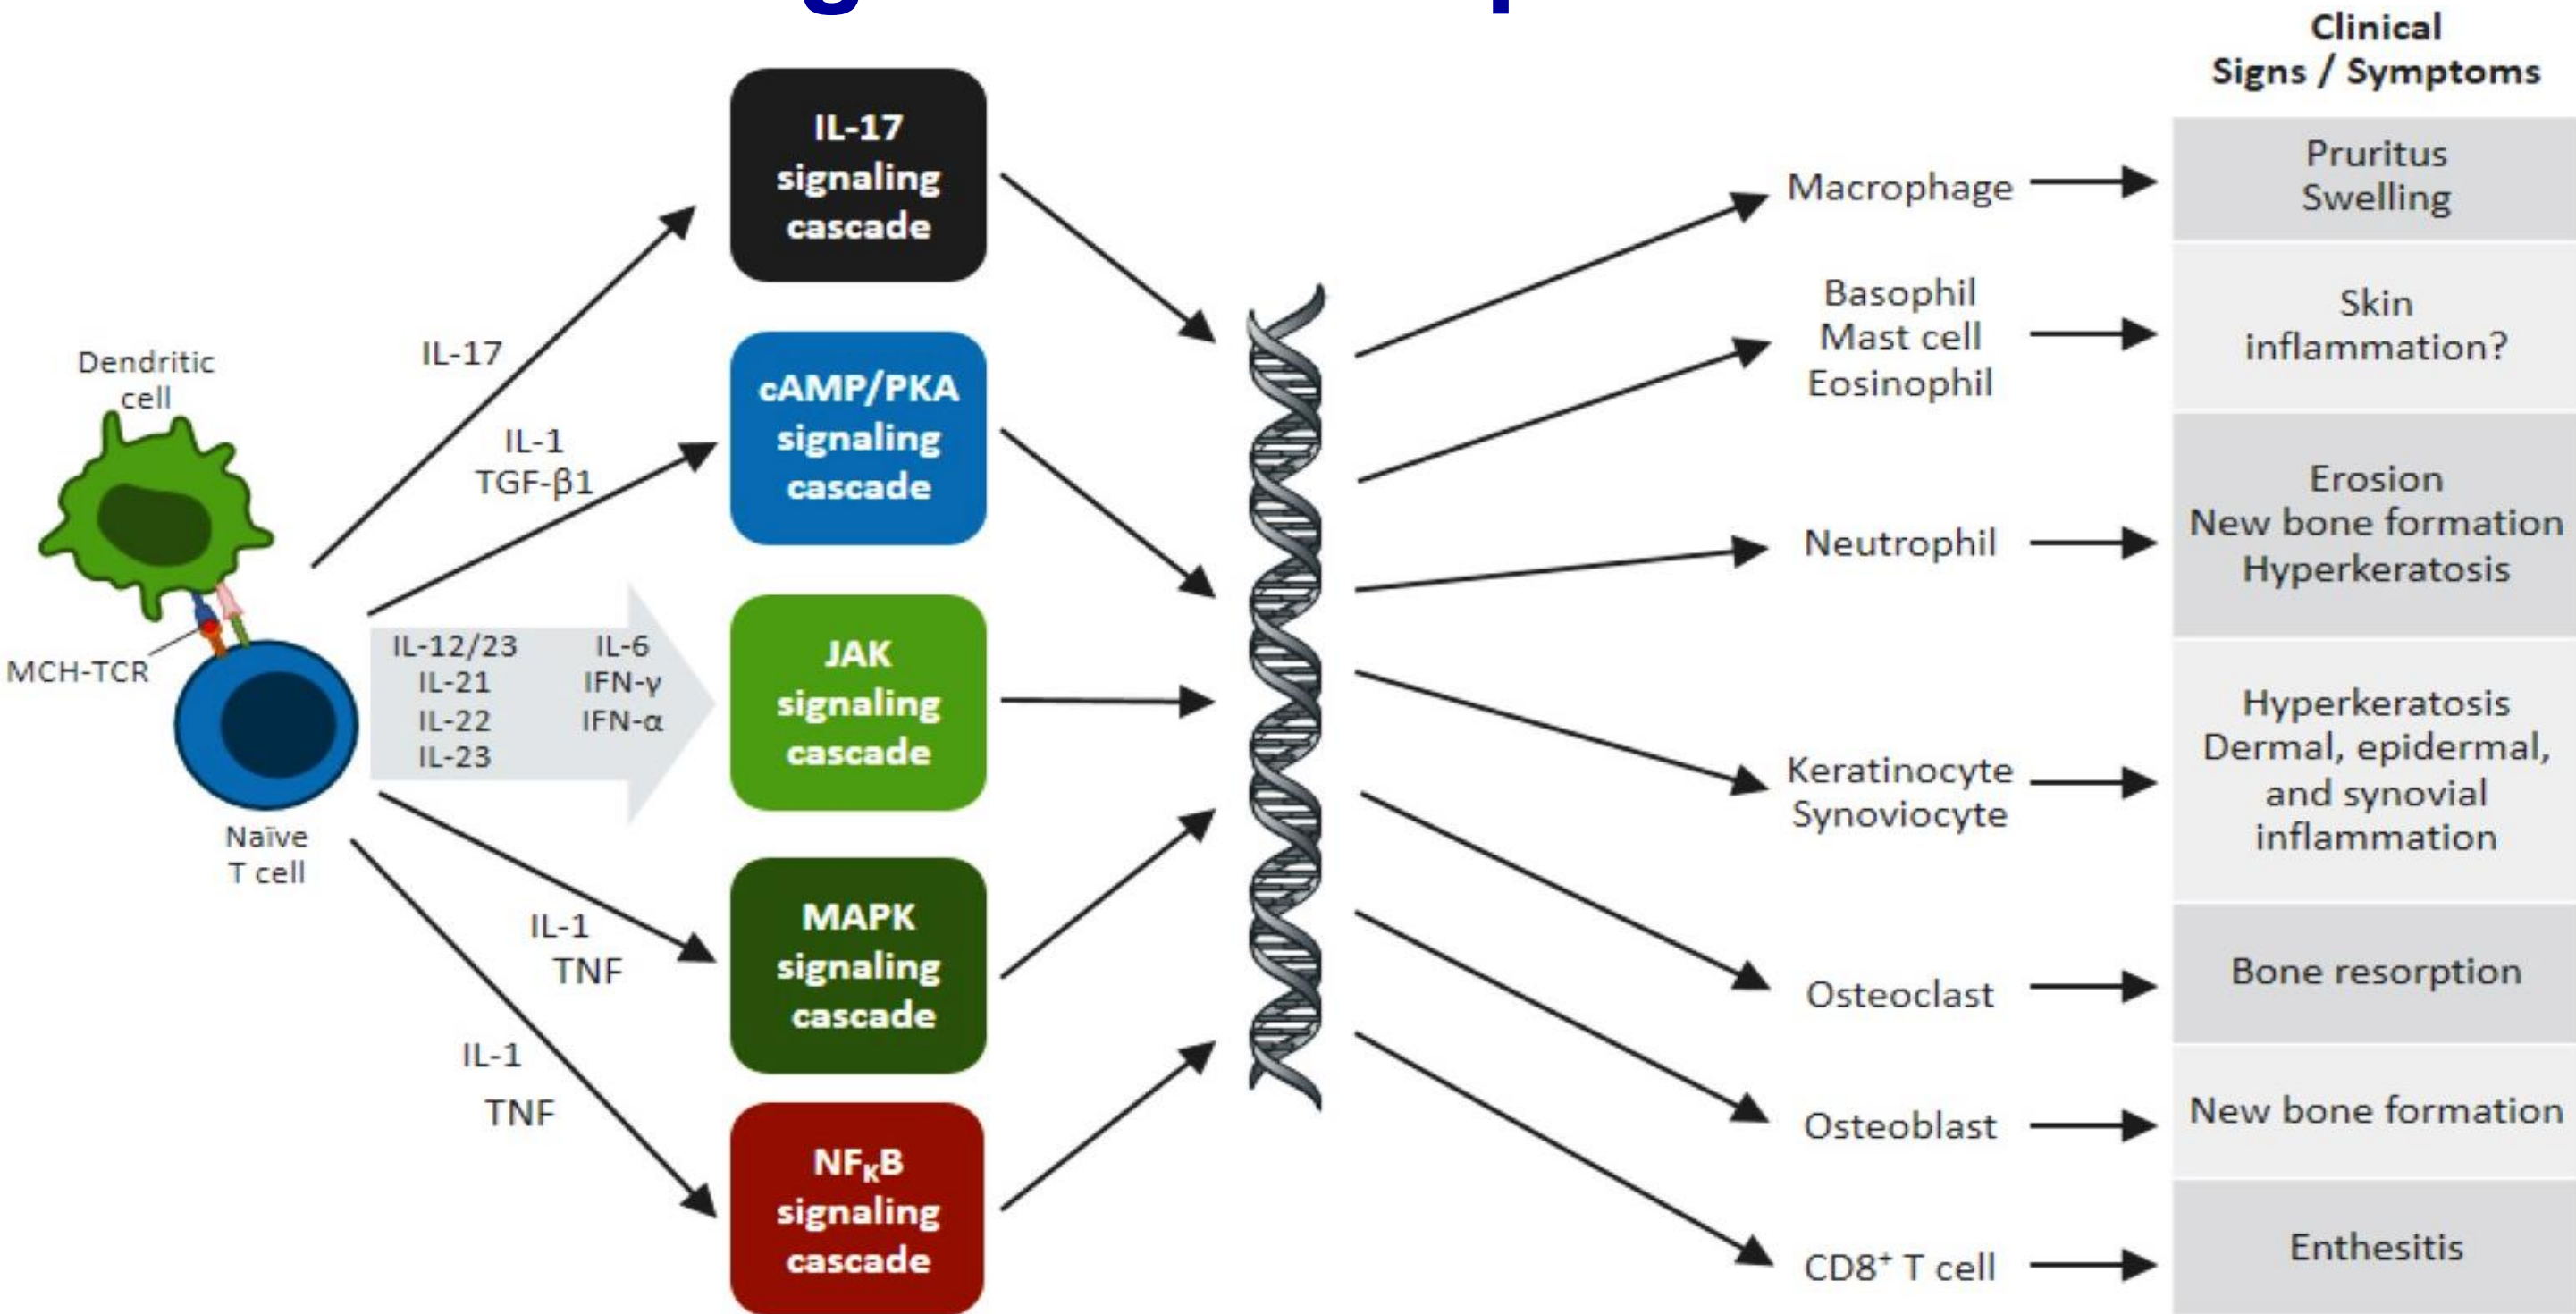 Clinical
Signs / Symptoms
IL-17
signaling
cascade
cAMP/PKA
signaling
cascade
JAK
signaling
cascade
MAPK
signaling
cascade
NFKB
signaling
cascade
Dendritic
cell
MCH-TCR
Naïve
T cell
IL-17
IL-1
TGF-β1
IL-12/23 IL-6
IL-21 IFN-γ
IL-22 IFN-α
IL-23
IL-1
TNF
IL-1
TNF
Macrophage
Basophil
Mast cell
Eosinophil
Neutrophil
Keratinocyte
Synoviocyte
Osteoclast
Osteoblast
CD8⁺ T cell
Pruritus
Swelling
Skin
inflammation?
Erosion
New bone formation
Hyperkeratosis
Hyperkeratosis
Dermal, epidermal,
and synovial
inflammation
Bone resorption
New bone formation
Enthesitis